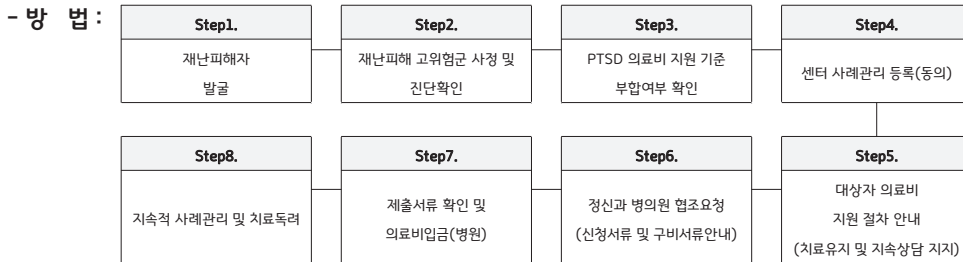 - 방 법 :
Step1.
재난피해자
발굴
Step2.
재난피해 고위험군 사정 및
진단확인
Step3.
PTSD 의료비 지원 기준
부합여부 확인
Step4.
센터 사례관리 등록(동의)
Step5.
대상자 의료비
지원 절차 안내
(치료유지 및 지속상담 지지)
Step6.
정신과 병의원 협조요청
(신청서류 및 구비서류안내)
Step7.
제출서류 확인 및
의료비입금(병원)
Step8.
지속적 사례관리 및 치료독려